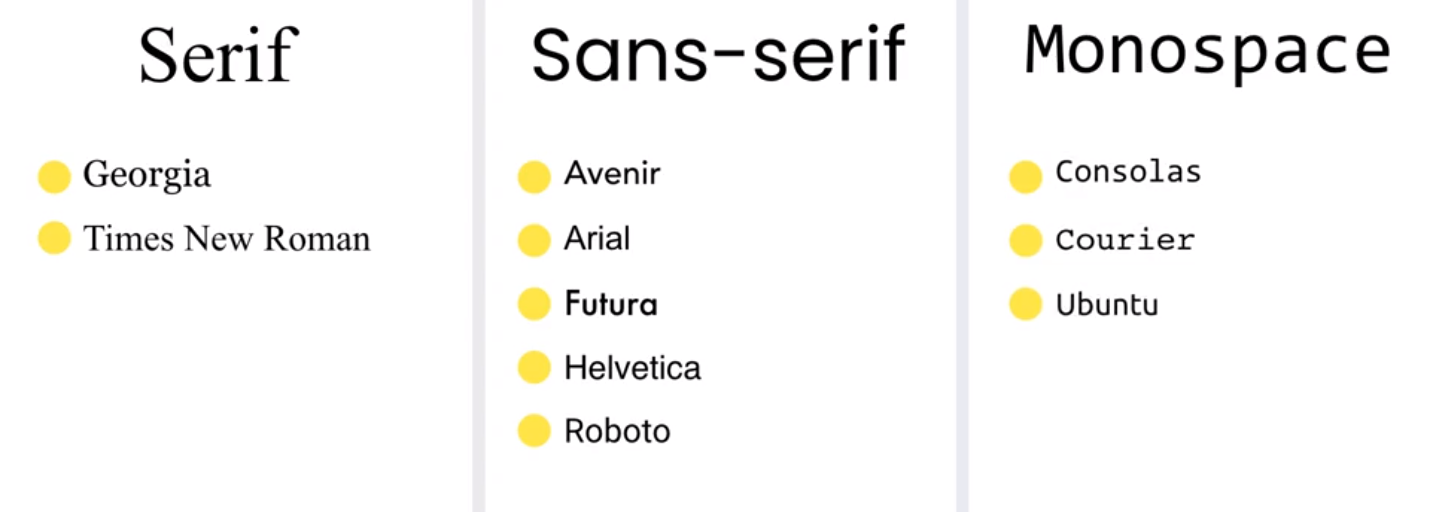 Serif
Georgia
Times New Roman
Sans-serif
Avenir
Arial
Futura
Helvetica
Roboto
Monospace
Consolas
Courier
Ubuntu